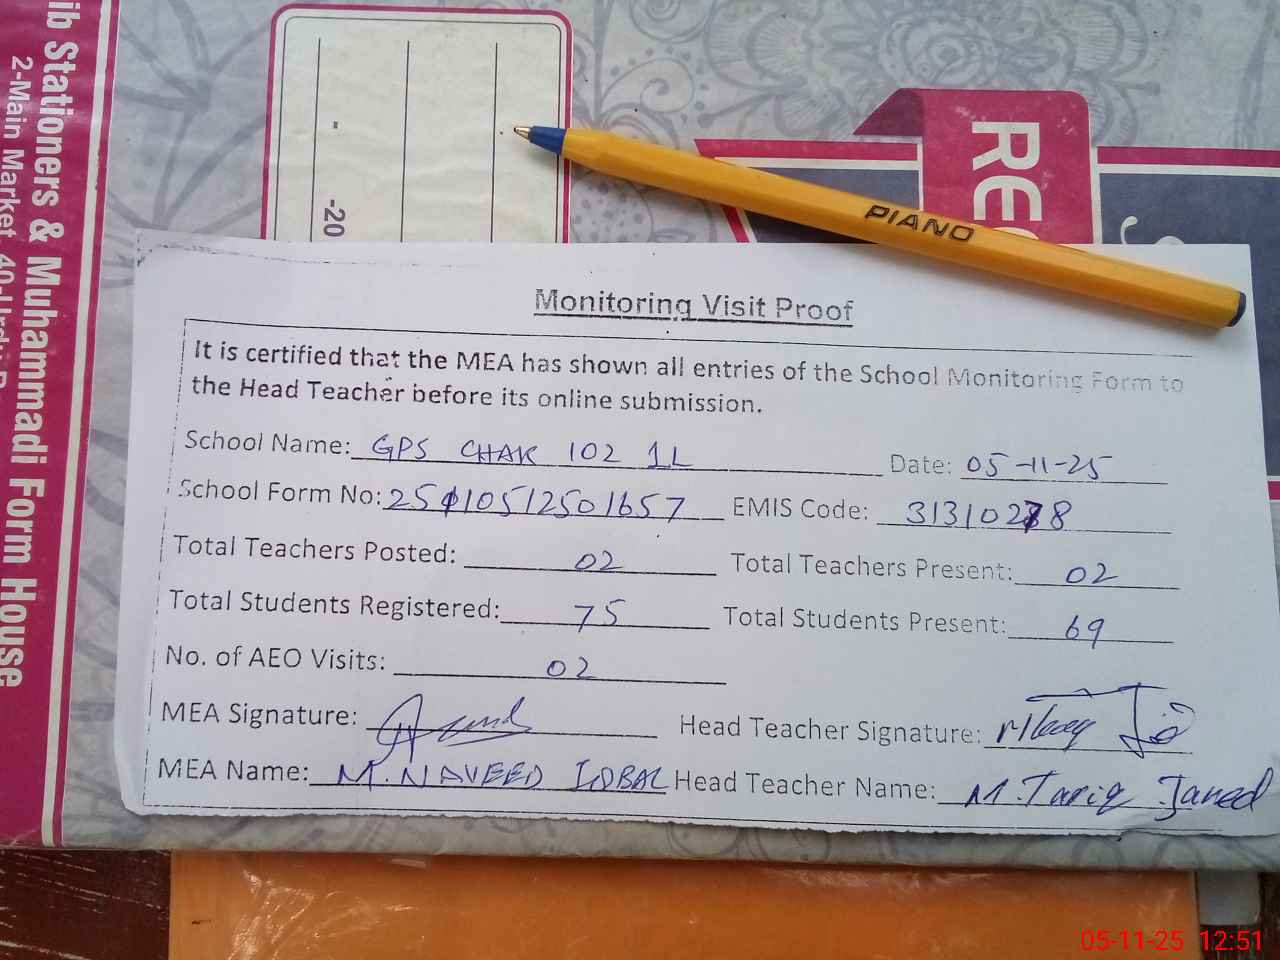 ib Stationers & Muhammadi Form House
2-Main Market, 40-Urdu
-
-20
RE
PIANO
Monitoring Visit Proof
It is certified that the MEA has shown all entries of the School Monitoring Form to
the Head Teacher before its online submission.
School Name: GPS CHAK 102 1L Date: 05-11-25
School Form No: 25010512501657 EMIS Code: 31310278
Total Teachers Posted: 02 Total Teachers Present: 02
Total Students Registered: 75 Total Students Present: 69
No. of AEO Visits: 02
MEA Signature: Head Teacher Signature:
MEA Name: M. NAVEED IQBAL Head Teacher Name: M. Tariq Javed
05-11-25 12:51